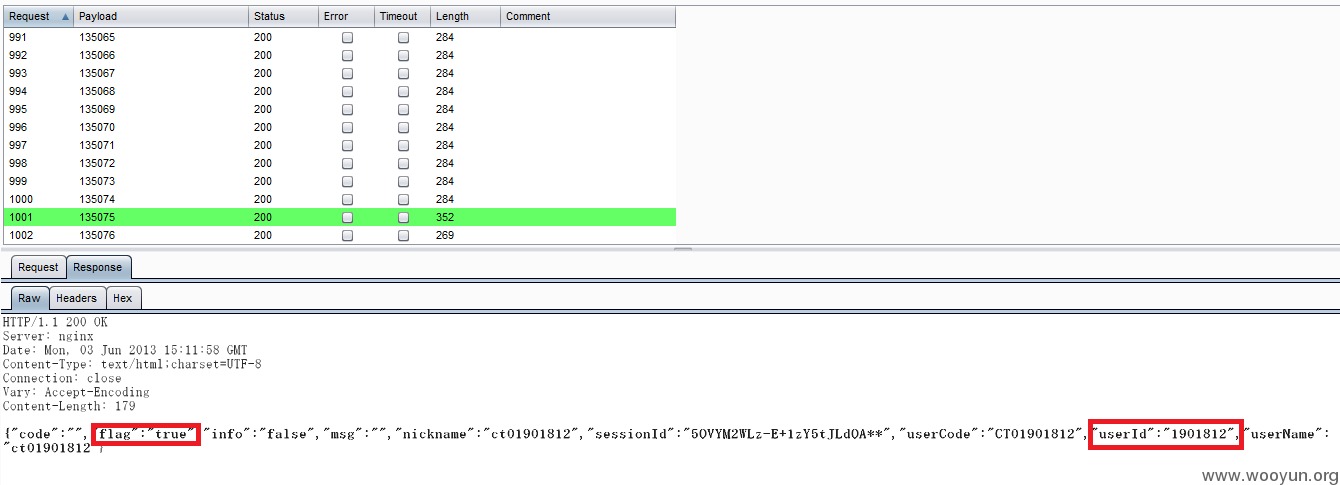 Request Payload Status Error Timeout Length Comment
991 135065 200 284
992 135066 200 284
993 135067 200 284
994 135068 200 284
995 135069 200 284
996 135070 200 284
997 135071 200 284
998 135072 200 284
999 135073 200 284
1000 135074 200 284
1001 135075 200 352
1002 135076 200 269
Request Response
Raw Headers Hex
HTTP/1.1 200 OK
Server: nginx
Date: Mon, 03 Jun 2013 15:11:58 GMT
Content-Type: text/html;charset=UTF-8
Connection: close
Vary: Accept-Encoding
Content-Length: 179
{"code":"","flag":"true","info":"false","msg":"","nickname":"ct01901812","sessionId":"5OVYM2WLz-E+1zY5tJLdOA**","userCode":"CT01901812","userId":"1901812","userName":
"ct01901812"}
www.wooyun.org